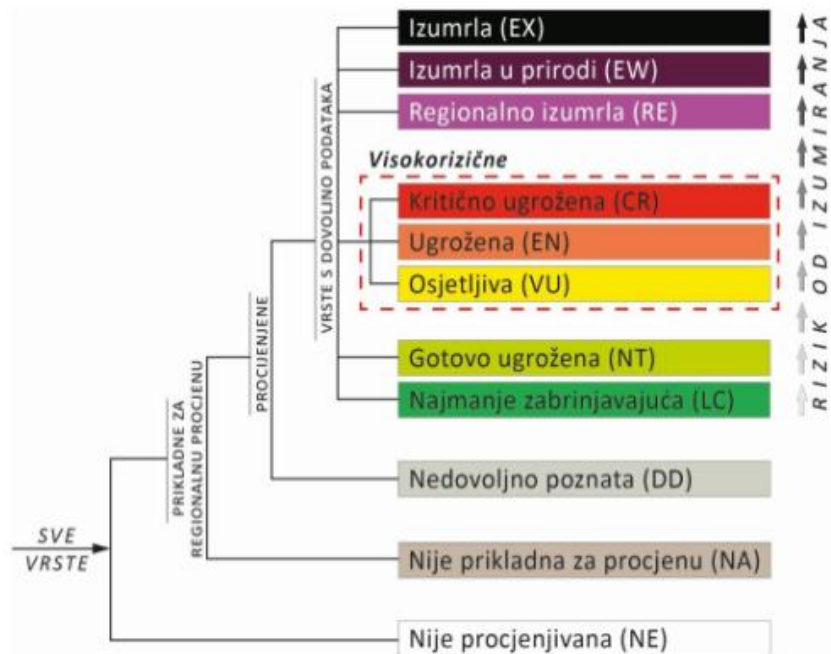 Izumrla (EX)
Izumrla u prirodi (EW)
Regionalno izumrla (RE)
Visokorizične
Kritično ugrožena (CR)
Ugrožena (EN)
Osjetljiva (VU)
Gotovo ugrožena (NT)
Najmanje zabrinjavajuća (LC)
Nedovoljno poznata (DD)
Nije prikladna za procjenu (NA)
Nije procjenjivana (NE)
SVE
VRSTE
PRIKLADNE ZA
REGIONALNU PROCJENU
PROCIJENJENE
VRSTE S DOVOLJNO PODATAKA
RIZIK OD IZUMIRANJA